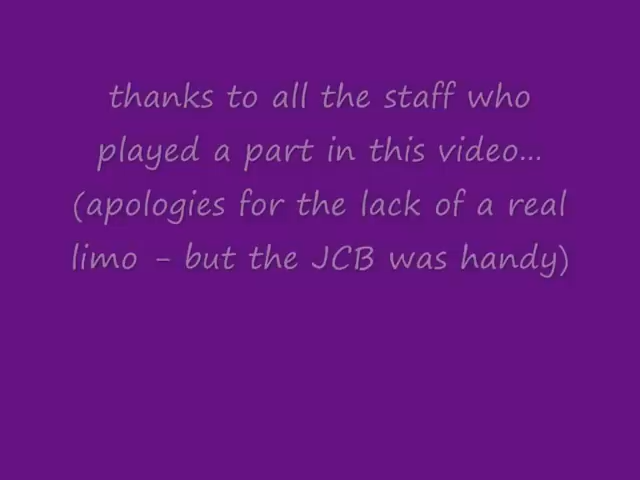 thanks to all the staff who
played a part in this video...
(apologies for the lack of a real
limo - but the JCB was handy)